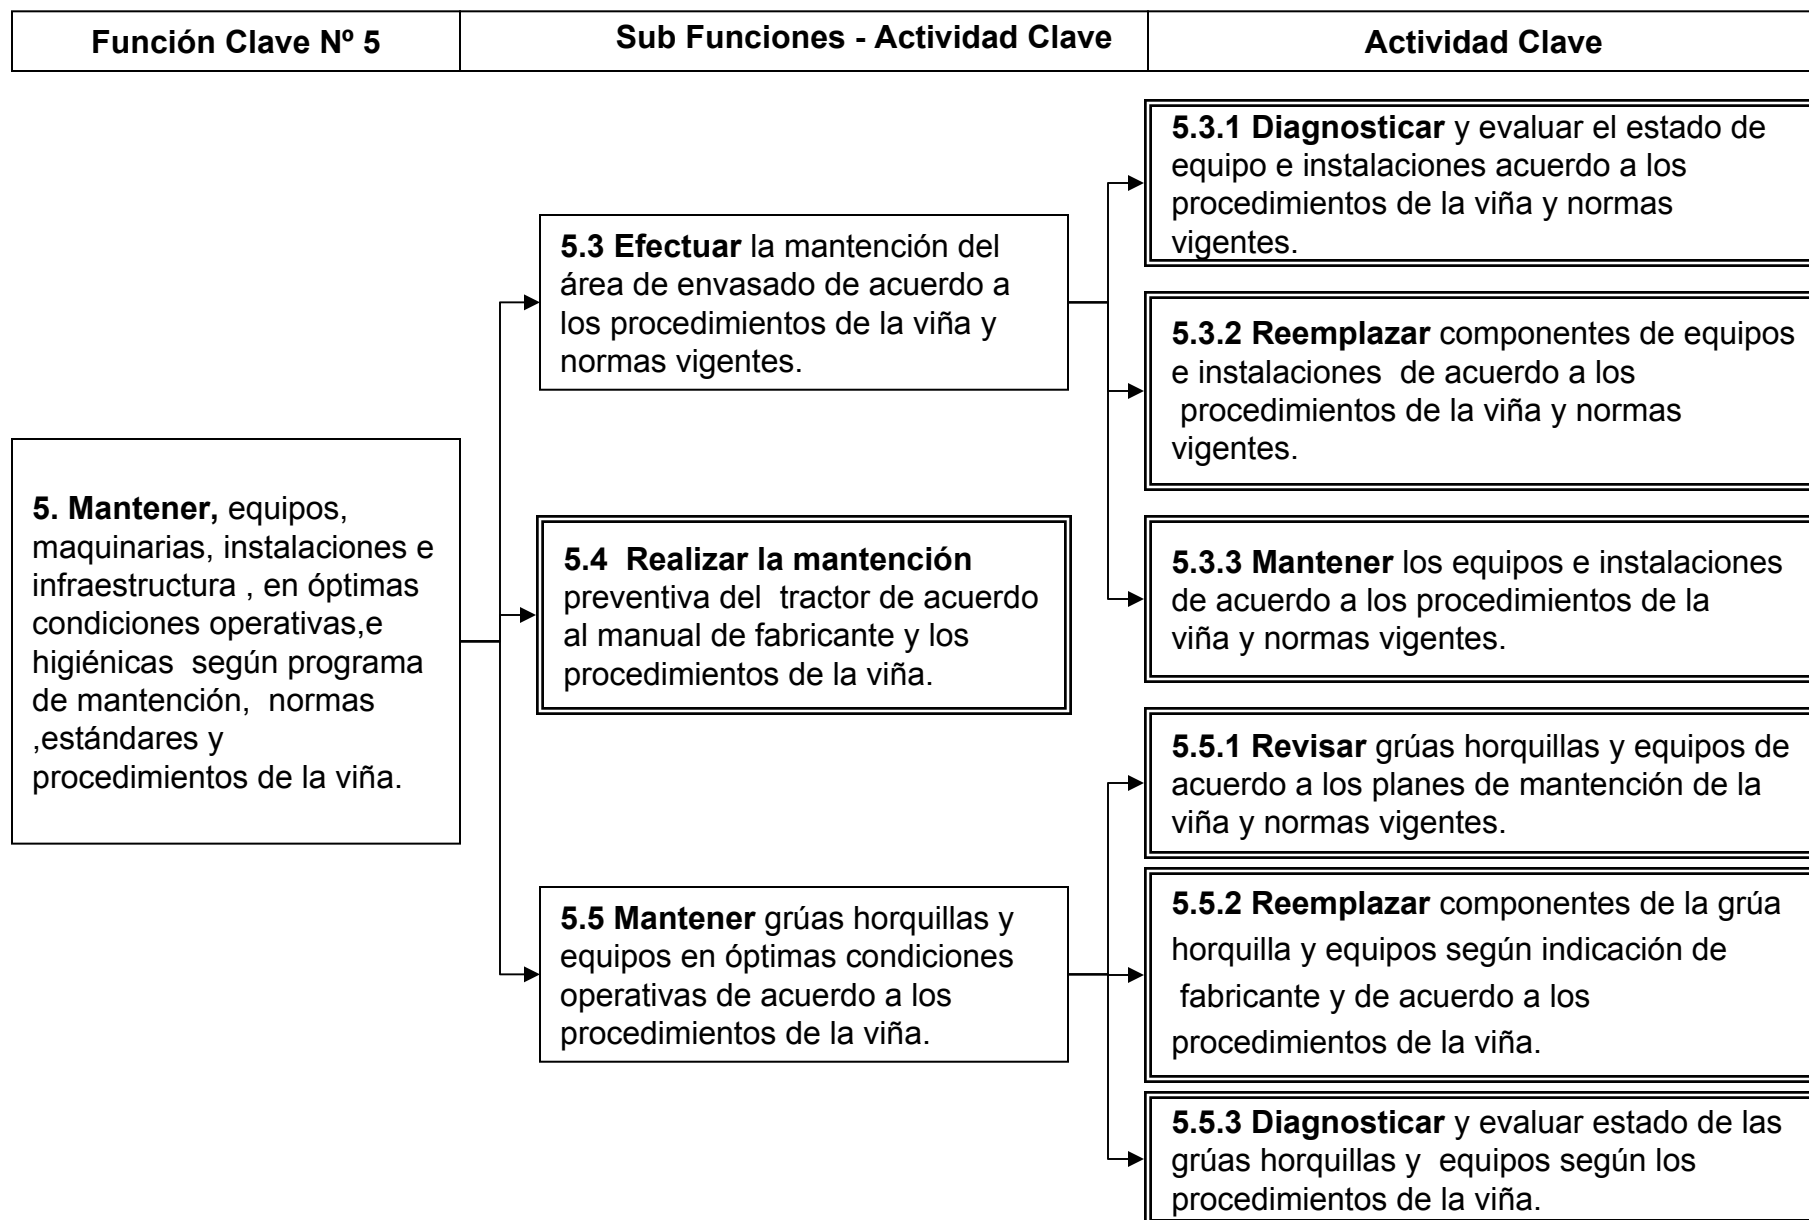 Función Clave Nº 5
Sub Funciones - Actividad Clave
Actividad Clave
5. Mantener, equipos,
maquinarias, instalaciones e
infraestructura , en óptimas
condiciones operativas,e
higiénicas según programa
de mantención, normas
,estándares y
procedimientos de la viña.
5.3 Efectuar la mantención del
área de envasado de acuerdo a
los procedimientos de la viña y
normas vigentes.
5.4 Realizar la mantención
preventiva del tractor de acuerdo
al manual de fabricante y los
procedimientos de la viña.
5.5 Mantener grúas horquillas y
equipos en óptimas condiciones
operativas de acuerdo a los
procedimientos de la viña.
5.3.1 Diagnosticar y evaluar el estado de
equipo e instalaciones acuerdo a los
procedimientos de la viña y normas
vigentes.
5.3.2 Reemplazar componentes de equipos
e instalaciones de acuerdo a los
procedimientos de la viña y normas
vigentes.
5.3.3 Mantener los equipos e instalaciones
de acuerdo a los procedimientos de la
viña y normas vigentes.
5.5.1 Revisar grúas horquillas y equipos de
acuerdo a los planes de mantención de la
viña y normas vigentes.
5.5.2 Reemplazar componentes de la grúa
horquilla y equipos según indicación de
fabricante y de acuerdo a los
procedimientos de la viña.
5.5.3 Diagnosticar y evaluar estado de las
grúas horquillas y equipos según los
procedimientos de la viña.